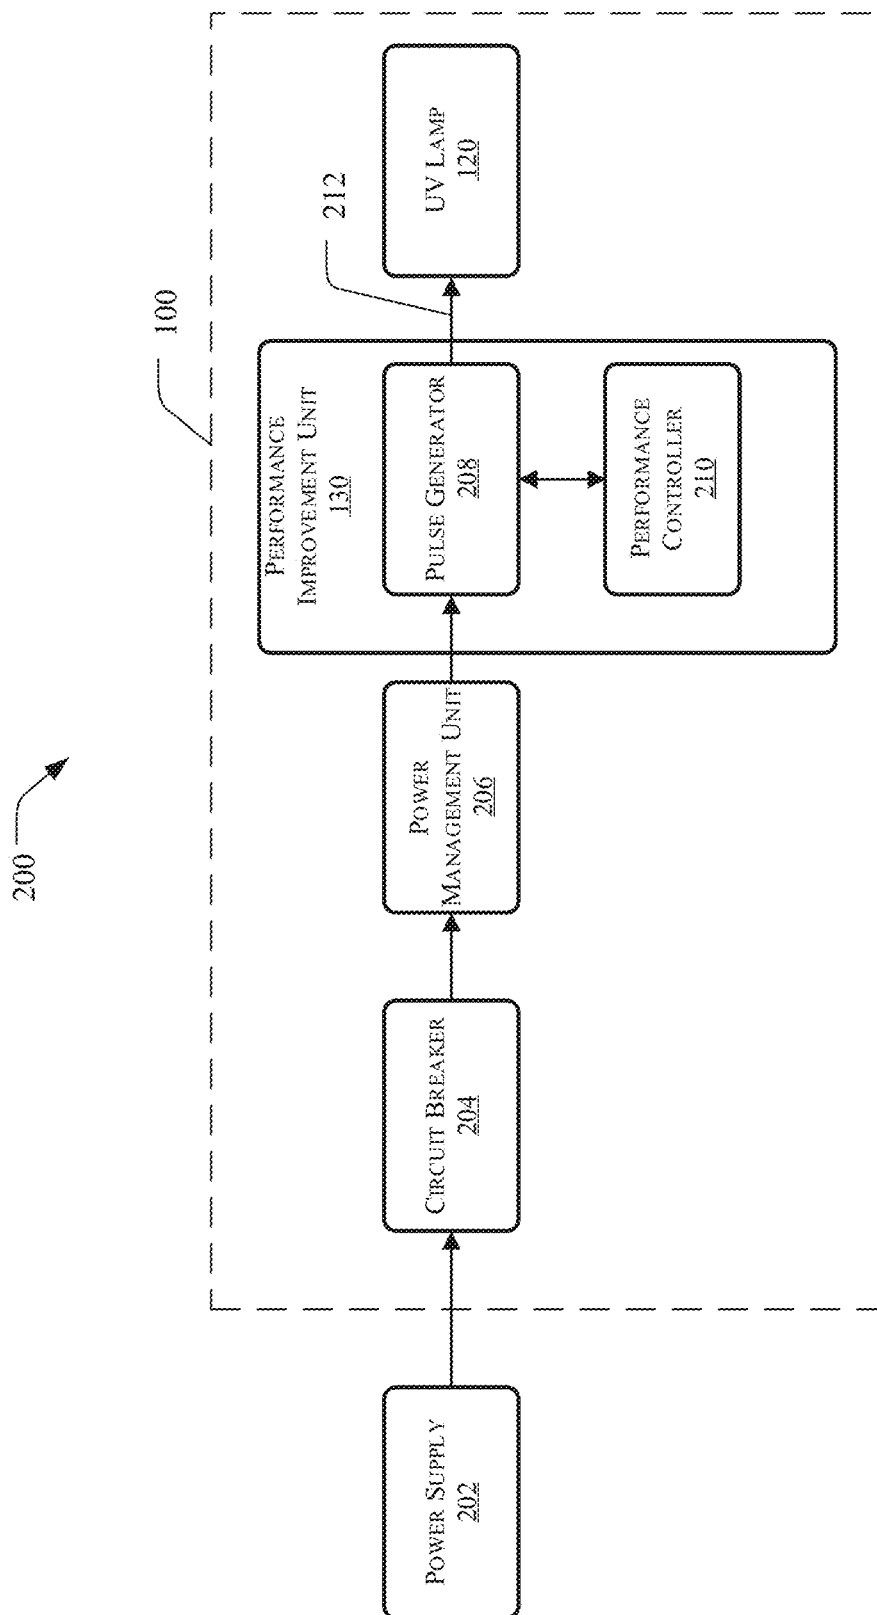 200
100
POWER SUPPLY
202
CIRCUIT BREAKER
204
POWER
MANAGEMENT UNIT
206
PERFORMANCE
IMPROVEMENT UNIT
130
PULSE GENERATOR
208
PERFORMANCE
CONTROLLER
210
212
UV LAMP
120